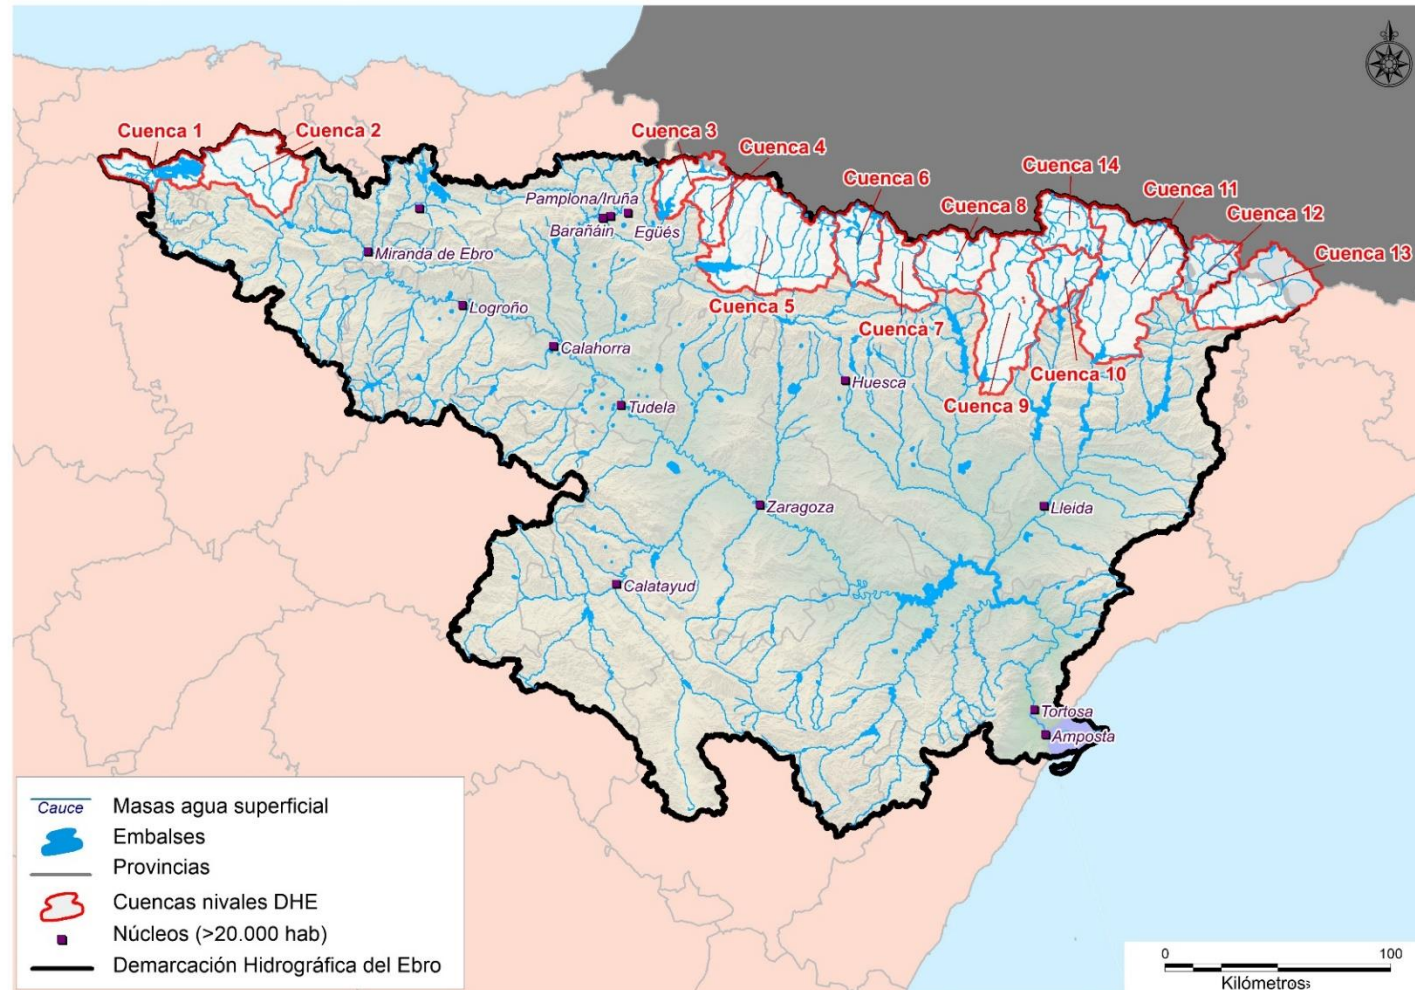 Cuenca 1
Cuenca 2
Cuenca 3
Cuenca 4
Cuenca 6
Cuenca 14
Cuenca 11
Cuenca 8
Cuenca 12
Cuenca 13
Pamplona/Iruña
Barañáin
Egüés
Miranda de Ebro
Cuenca 5
Logroño
Cuenca 7
Calahorra
Cuenca 10
Huesca
Cuenca 9
Tudela
Zaragoza
Lleida
Calatayud
Tortosa
Amposta
Cauce Masas agua superficial
Embalses
Provincias
Cuencas nivales DHE
Núcleos (>20.000 hab)
Demarcación Hidrográfica del Ebro
0 100
Kilómetros